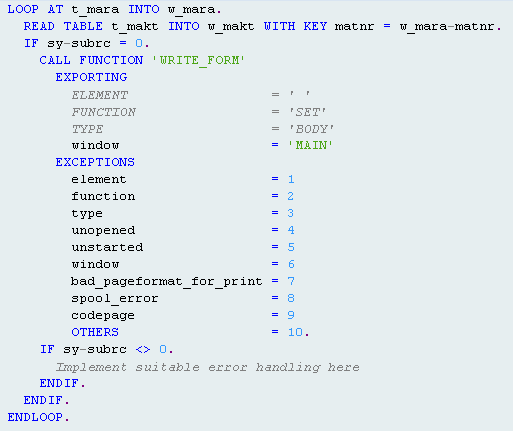 LOOP AT t_mara INTO w_mara.
READ TABLE t_makt INTO w_makt WITH KEY matnr = w_mara-matnr.
IF sy-subrc = 0.
CALL FUNCTION 'WRITE_FORM'
EXPORTING
ELEMENT = ' '
FUNCTION = 'SET'
TYPE = 'BODY'
window = 'MAIN'
EXCEPTIONS
element = 1
function = 2
type = 3
unopened = 4
unstarted = 5
window = 6
bad_pageformat_for_print = 7
spool_error = 8
codepage = 9
OTHERS = 10.
IF sy-subrc <> 0.
Implement suitable error handling here
ENDIF.
ENDIF.
ENDLOOP.